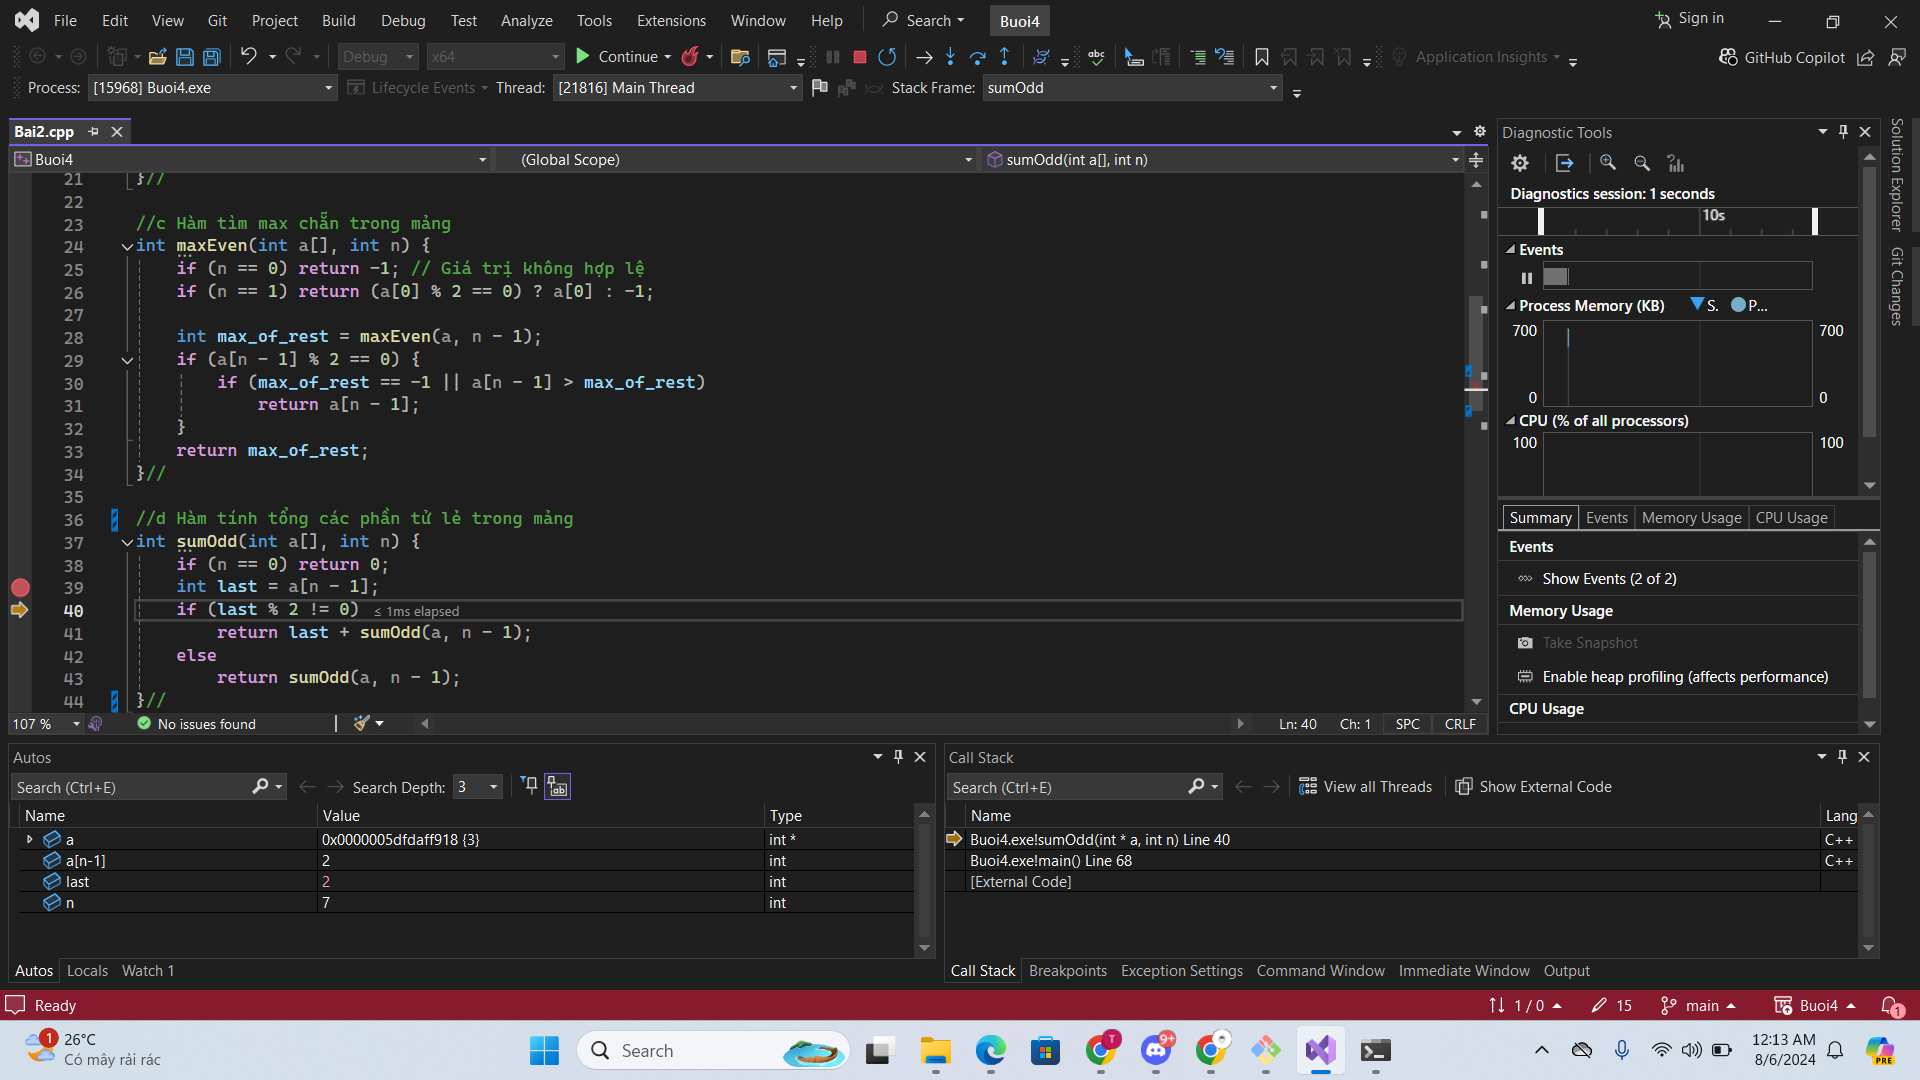 File Edit View Git Project Build Debug Test Analyze Tools Extensions Window Help Search Buoi4 Sign in
Debug x64 Continue abc Application Insights GitHub Copilot
Process: [15968] Buoi4.exe Lifecycle Events Thread: [21816] Main Thread Stack Frame: sumOdd
Bai2.cpp
Buoi4 (Global Scope) sumOdd(int a[], int n)
21 }//
22
23 //c Hàm tìm max chẵn trong mảng
24 int maxEven(int a[], int n) {
25 if (n == 0) return -1; // Giá trị không hợp lệ
26 if (n == 1) return (a[0] % 2 == 0) ? a[0] : -1;
27
28 int max_of_rest = maxEven(a, n - 1);
29 if (a[n - 1] % 2 == 0) {
30 if (max_of_rest == -1 || a[n - 1] > max_of_rest)
31 return a[n - 1];
32 }
33 return max_of_rest;
34 }//
35
36 //d Hàm tính tổng các phần tử lẻ trong mảng
37 int sumOdd(int a[], int n) {
38 if (n == 0) return 0;
39 int last = a[n - 1];
40 if (last % 2 != 0) ≤ 1ms elapsed
41 return last + sumOdd(a, n - 1);
42 else
43 return sumOdd(a, n - 1);
44 }//
107 % No issues found Ln: 40 Ch: 1 SPC CRLF
Diagnostic Tools
Diagnostics session: 1 seconds
10s
Events
Process Memory (KB) S. P...
700 700
0 0
CPU (% of all processors)
100 100
Summary Events Memory Usage CPU Usage
Events
Show Events (2 of 2)
Memory Usage
Take Snapshot
Enable heap profiling (affects performance)
CPU Usage
Solution Explorer
Git Changes
Autos
Search (Ctrl+E) Search Depth: 3
Name Value Type
a 0x0000005dfdaff918 {3} int *
a[n-1] 2 int
last 2 int
n 7 int
Autos Locals Watch 1
Call Stack
Search (Ctrl+E) View all Threads Show External Code
Name Lang
Buoi4.exe!sumOdd(int * a, int n) Line 40 C++
Buoi4.exe!main() Line 68 C++
[External Code]
Call Stack Breakpoints Exception Settings Command Window Immediate Window Output
Ready 1 / 0 15 main Buoi4 1
1 26°C
Có mây rải rác
Search
T
9+
PRE
12:13 AM
8/6/2024